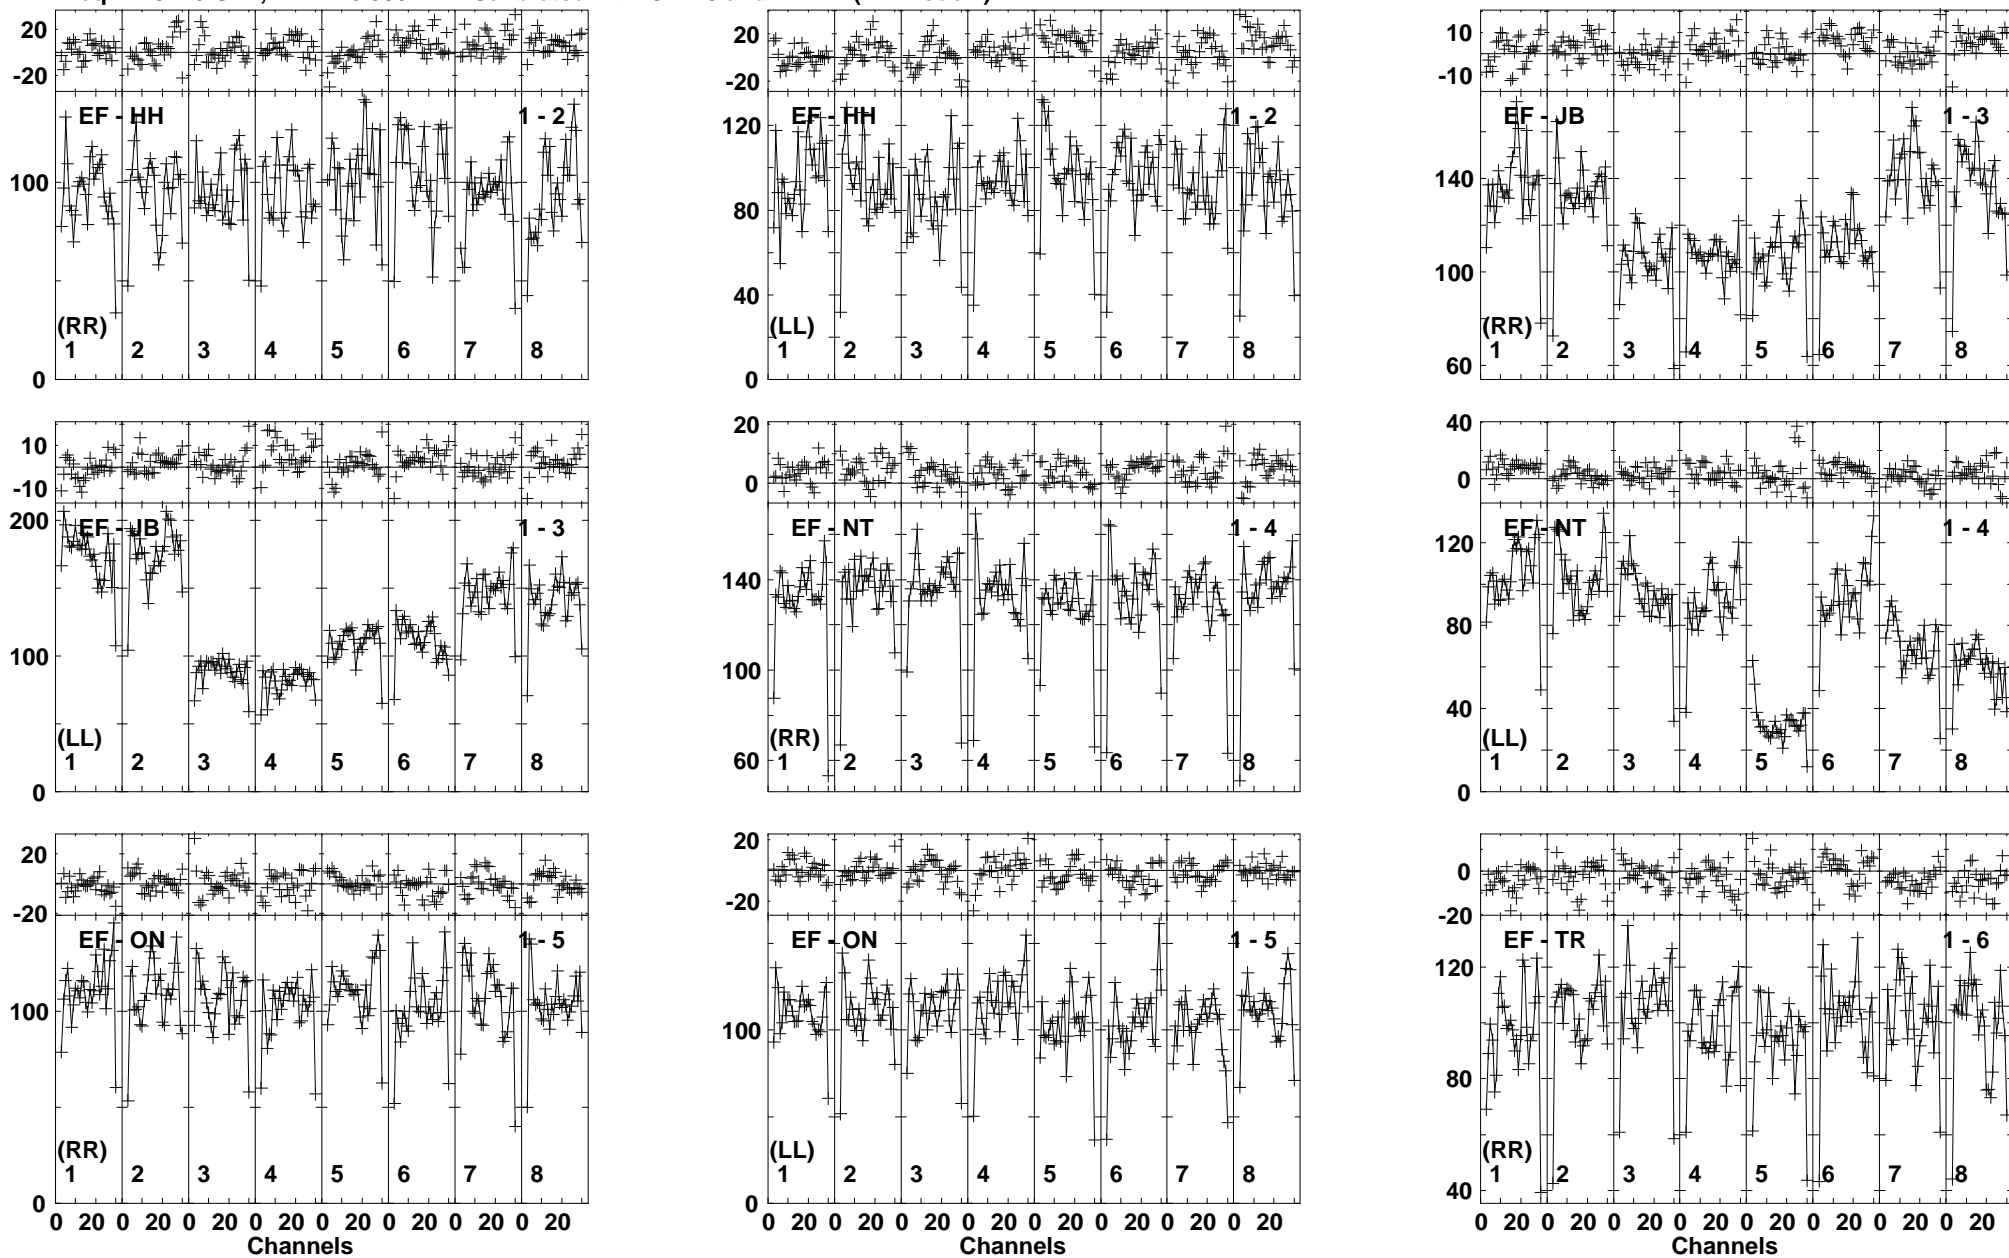 20 20 10
-20 -20 -10
EF - HH 1 - 2 EF - HH 1 - 2 EF - JB 1 - 3
100 120 80 40 140 100 60
(RR) (LL) (RR)
1 2 3 4 5 6 7 8 1 2 3 4 5 6 7 8 1 2 3 4 5 6 7 8
0 0
10 20 40
-10 0 0
EF - JB 1 - 3 EF - NT 1 - 4 EF - NT 1 - 4
200 100 140 100 60 120 80 40
(LL) (RR) (LL)
1 2 3 4 5 6 7 8 1 2 3 4 5 6 7 8 1 2 3 4 5 6 7 8
0 0
20 20 0
-20 -20 -20
EF - ON 1 - 5 EF - ON 1 - 5 EF - TR 1 - 6
100 100 120 80 40
(RR) (LL) (RR)
1 2 3 4 5 6 7 8 1 2 3 4 5 6 7 8 1 2 3 4 5 6 7 8
0 0
0 20 0 20 0 20 0 20 0 20 0 20 0 20 0 20 0 20 0 20 0 20 0 20 0 20 0 20 0 20 0 20 0 20 0 20 0 20 0 20 0 20 0 20 0 20 0 20
Channels Channels